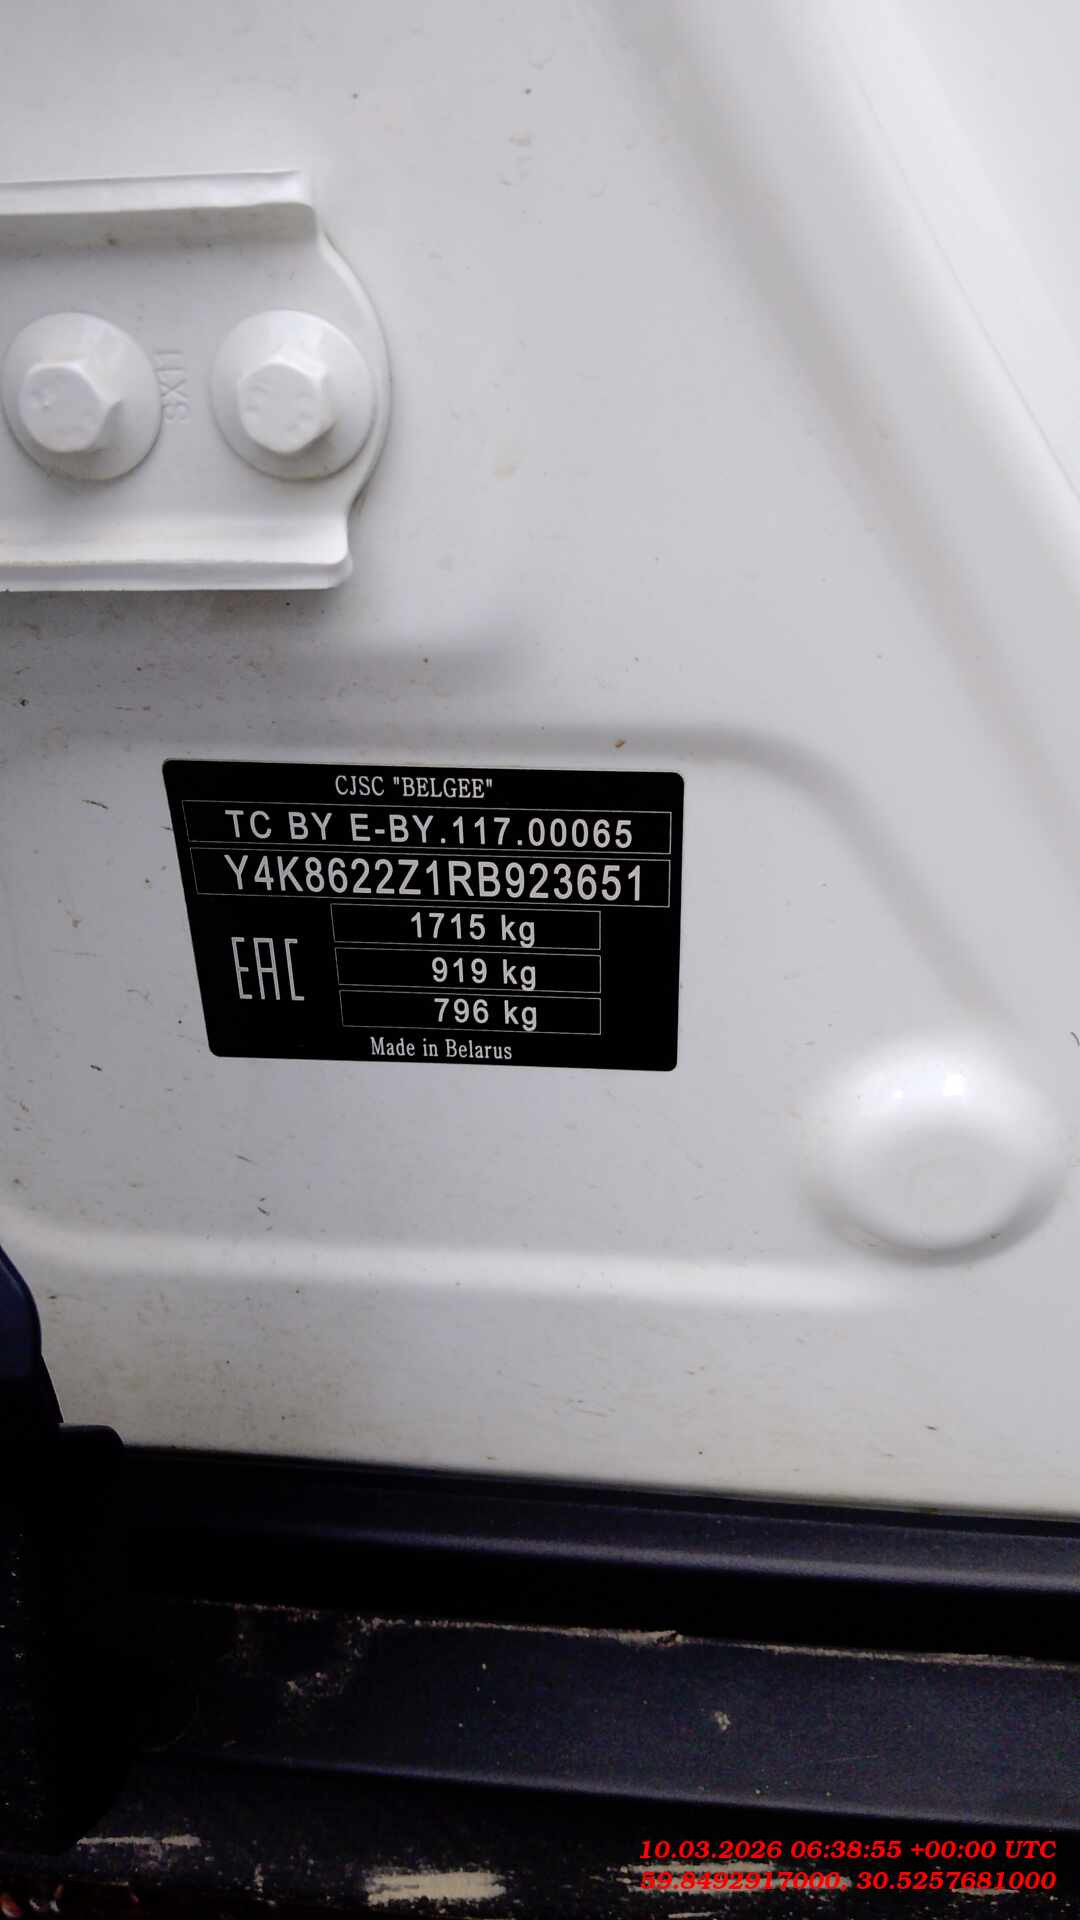 CJSC "BELGEE"
TC BY E-BY.117.00065
Y4K8622Z1RB923651
1715 kg
919 kg
EAC
796 kg
Made in Belarus
10.03.2026 06:38:55 +00:00 UTC
59.8492917000, 30.5257681000